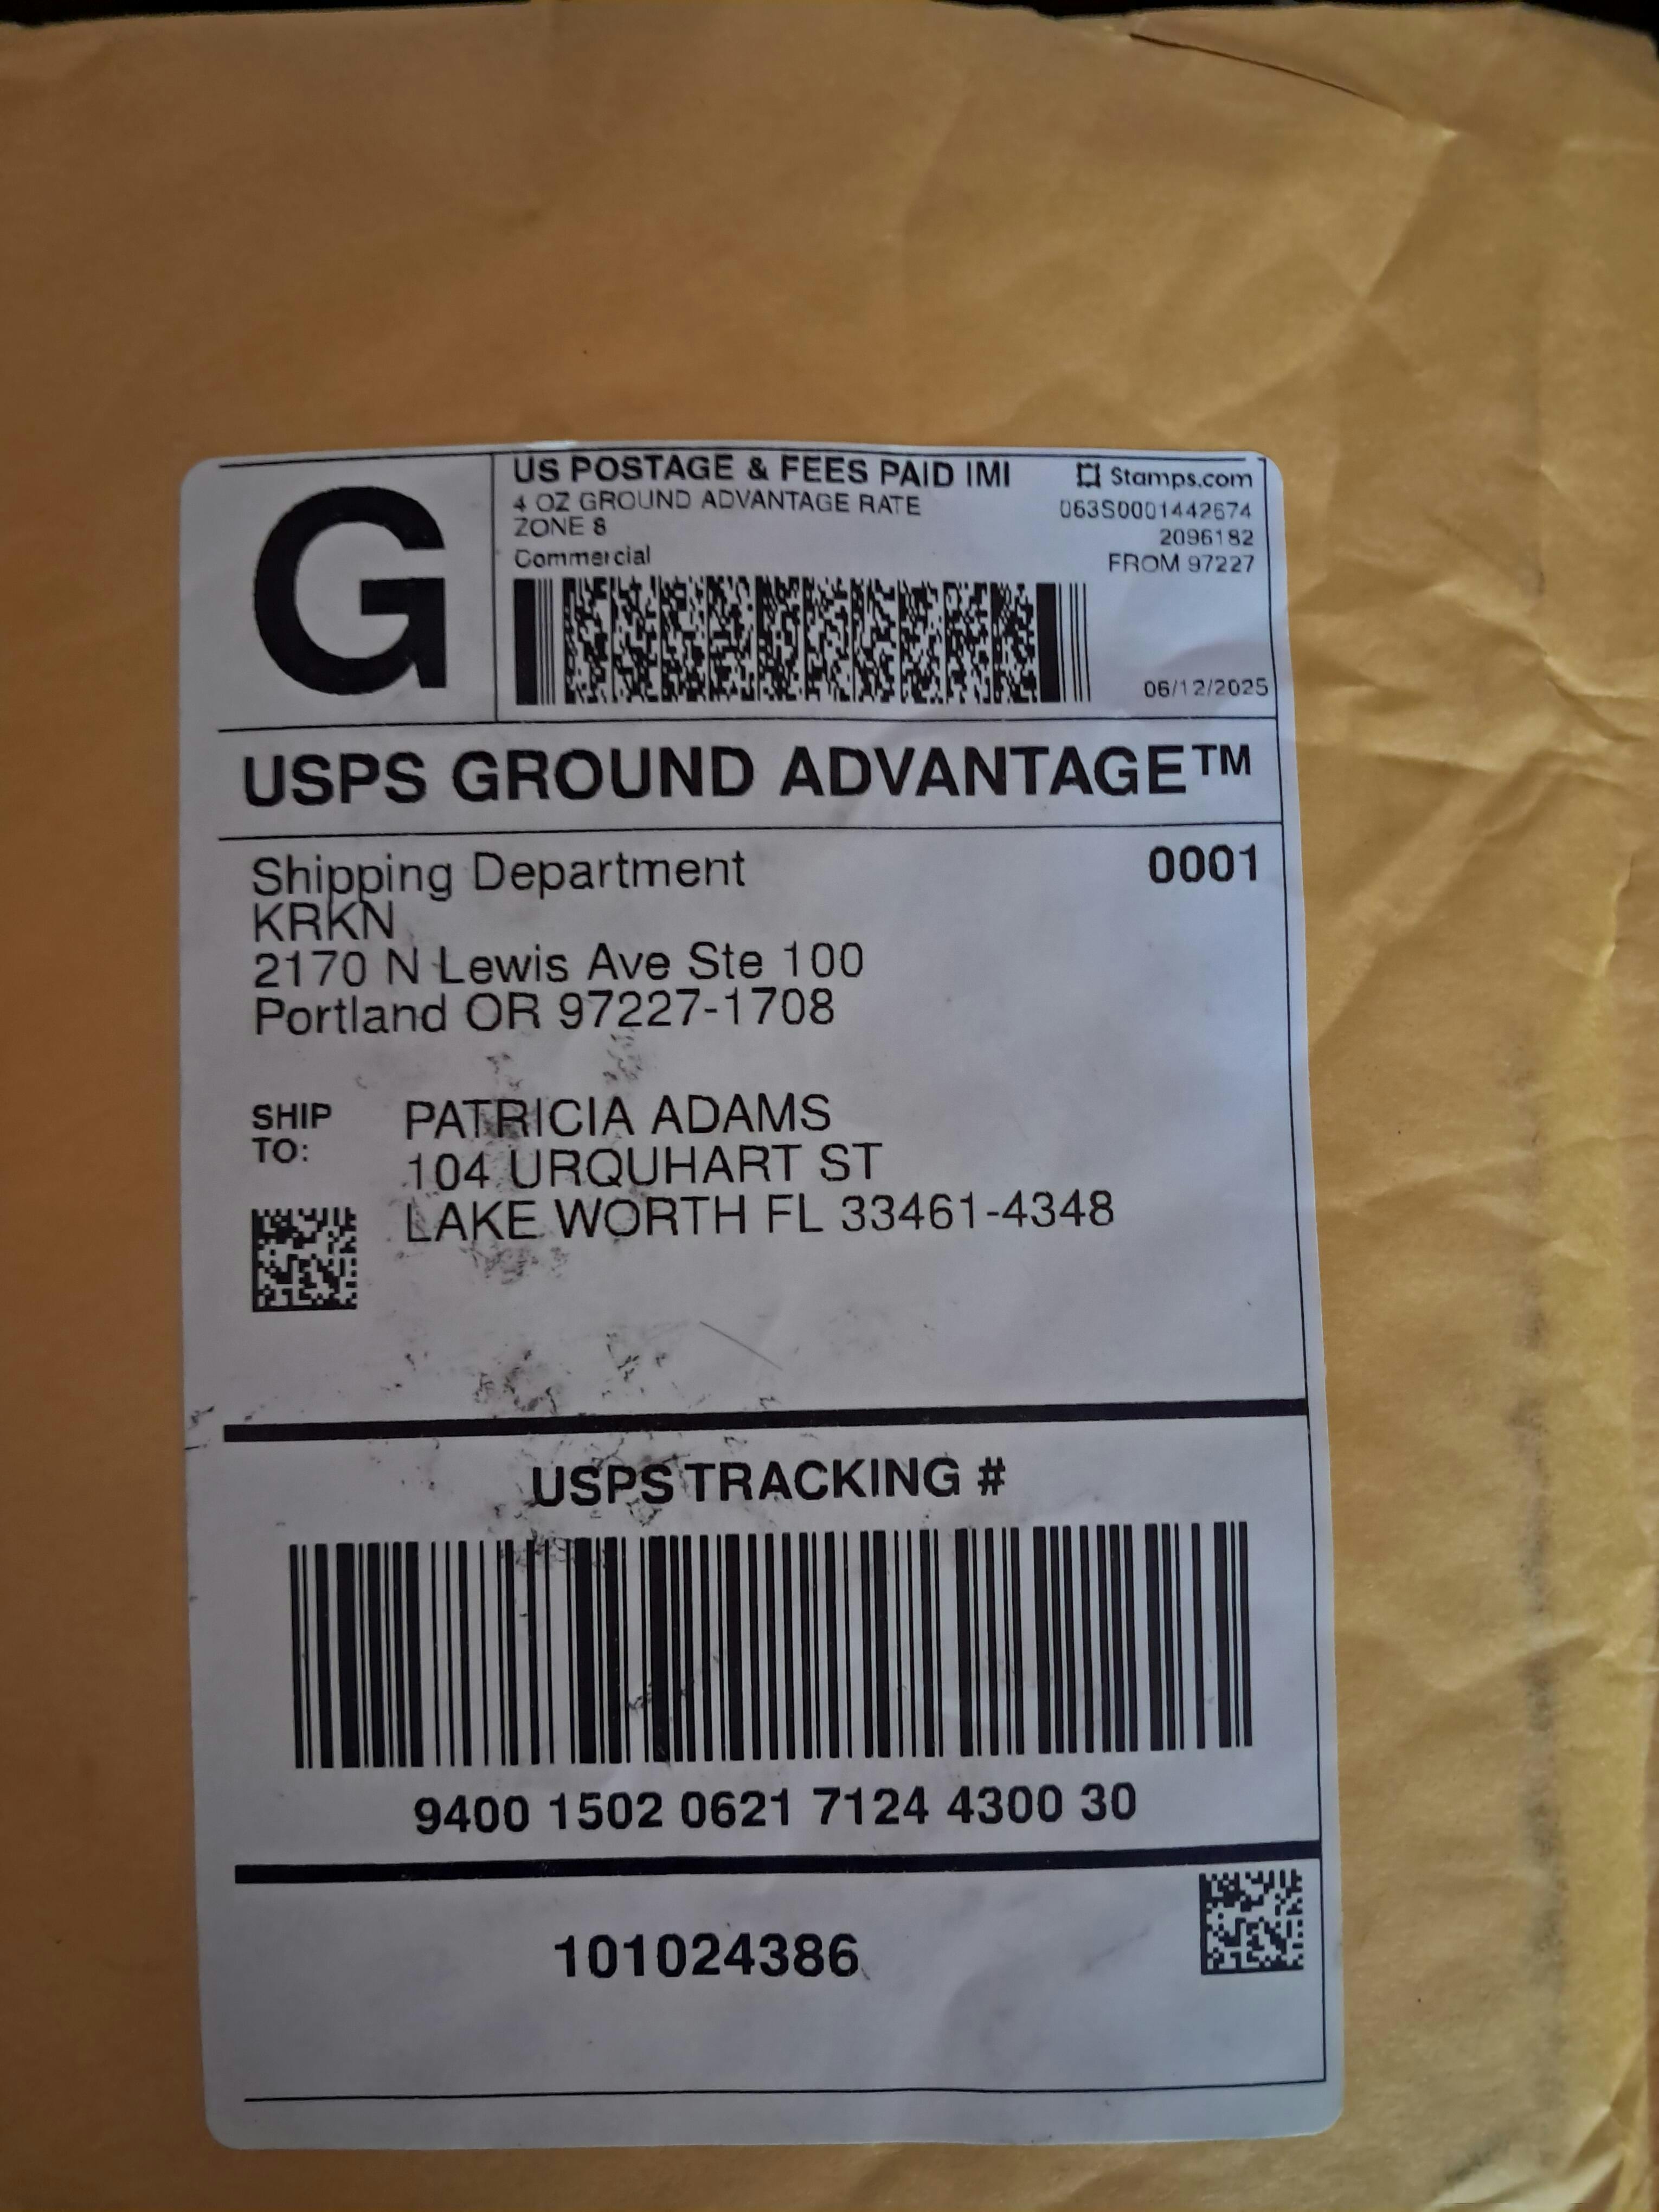 G
US POSTAGE & FEES PAID IMI
4 OZ GROUND ADVANTAGE RATE
ZONE 8
Commercial
Stamps.com
063S0001442674
2096182
FROM 97227
06/12/2025
USPS GROUND ADVANTAGE™
Shipping Department
0001
KRKN
2170 N Lewis Ave Ste 100
Portland OR 97227-1708
SHIP TO:
PATRICIA ADAMS
104 URQUHART ST
LAKE WORTH FL 33461-4348
USPS TRACKING #
9400 1502 0621 7124 4300 30
101024386